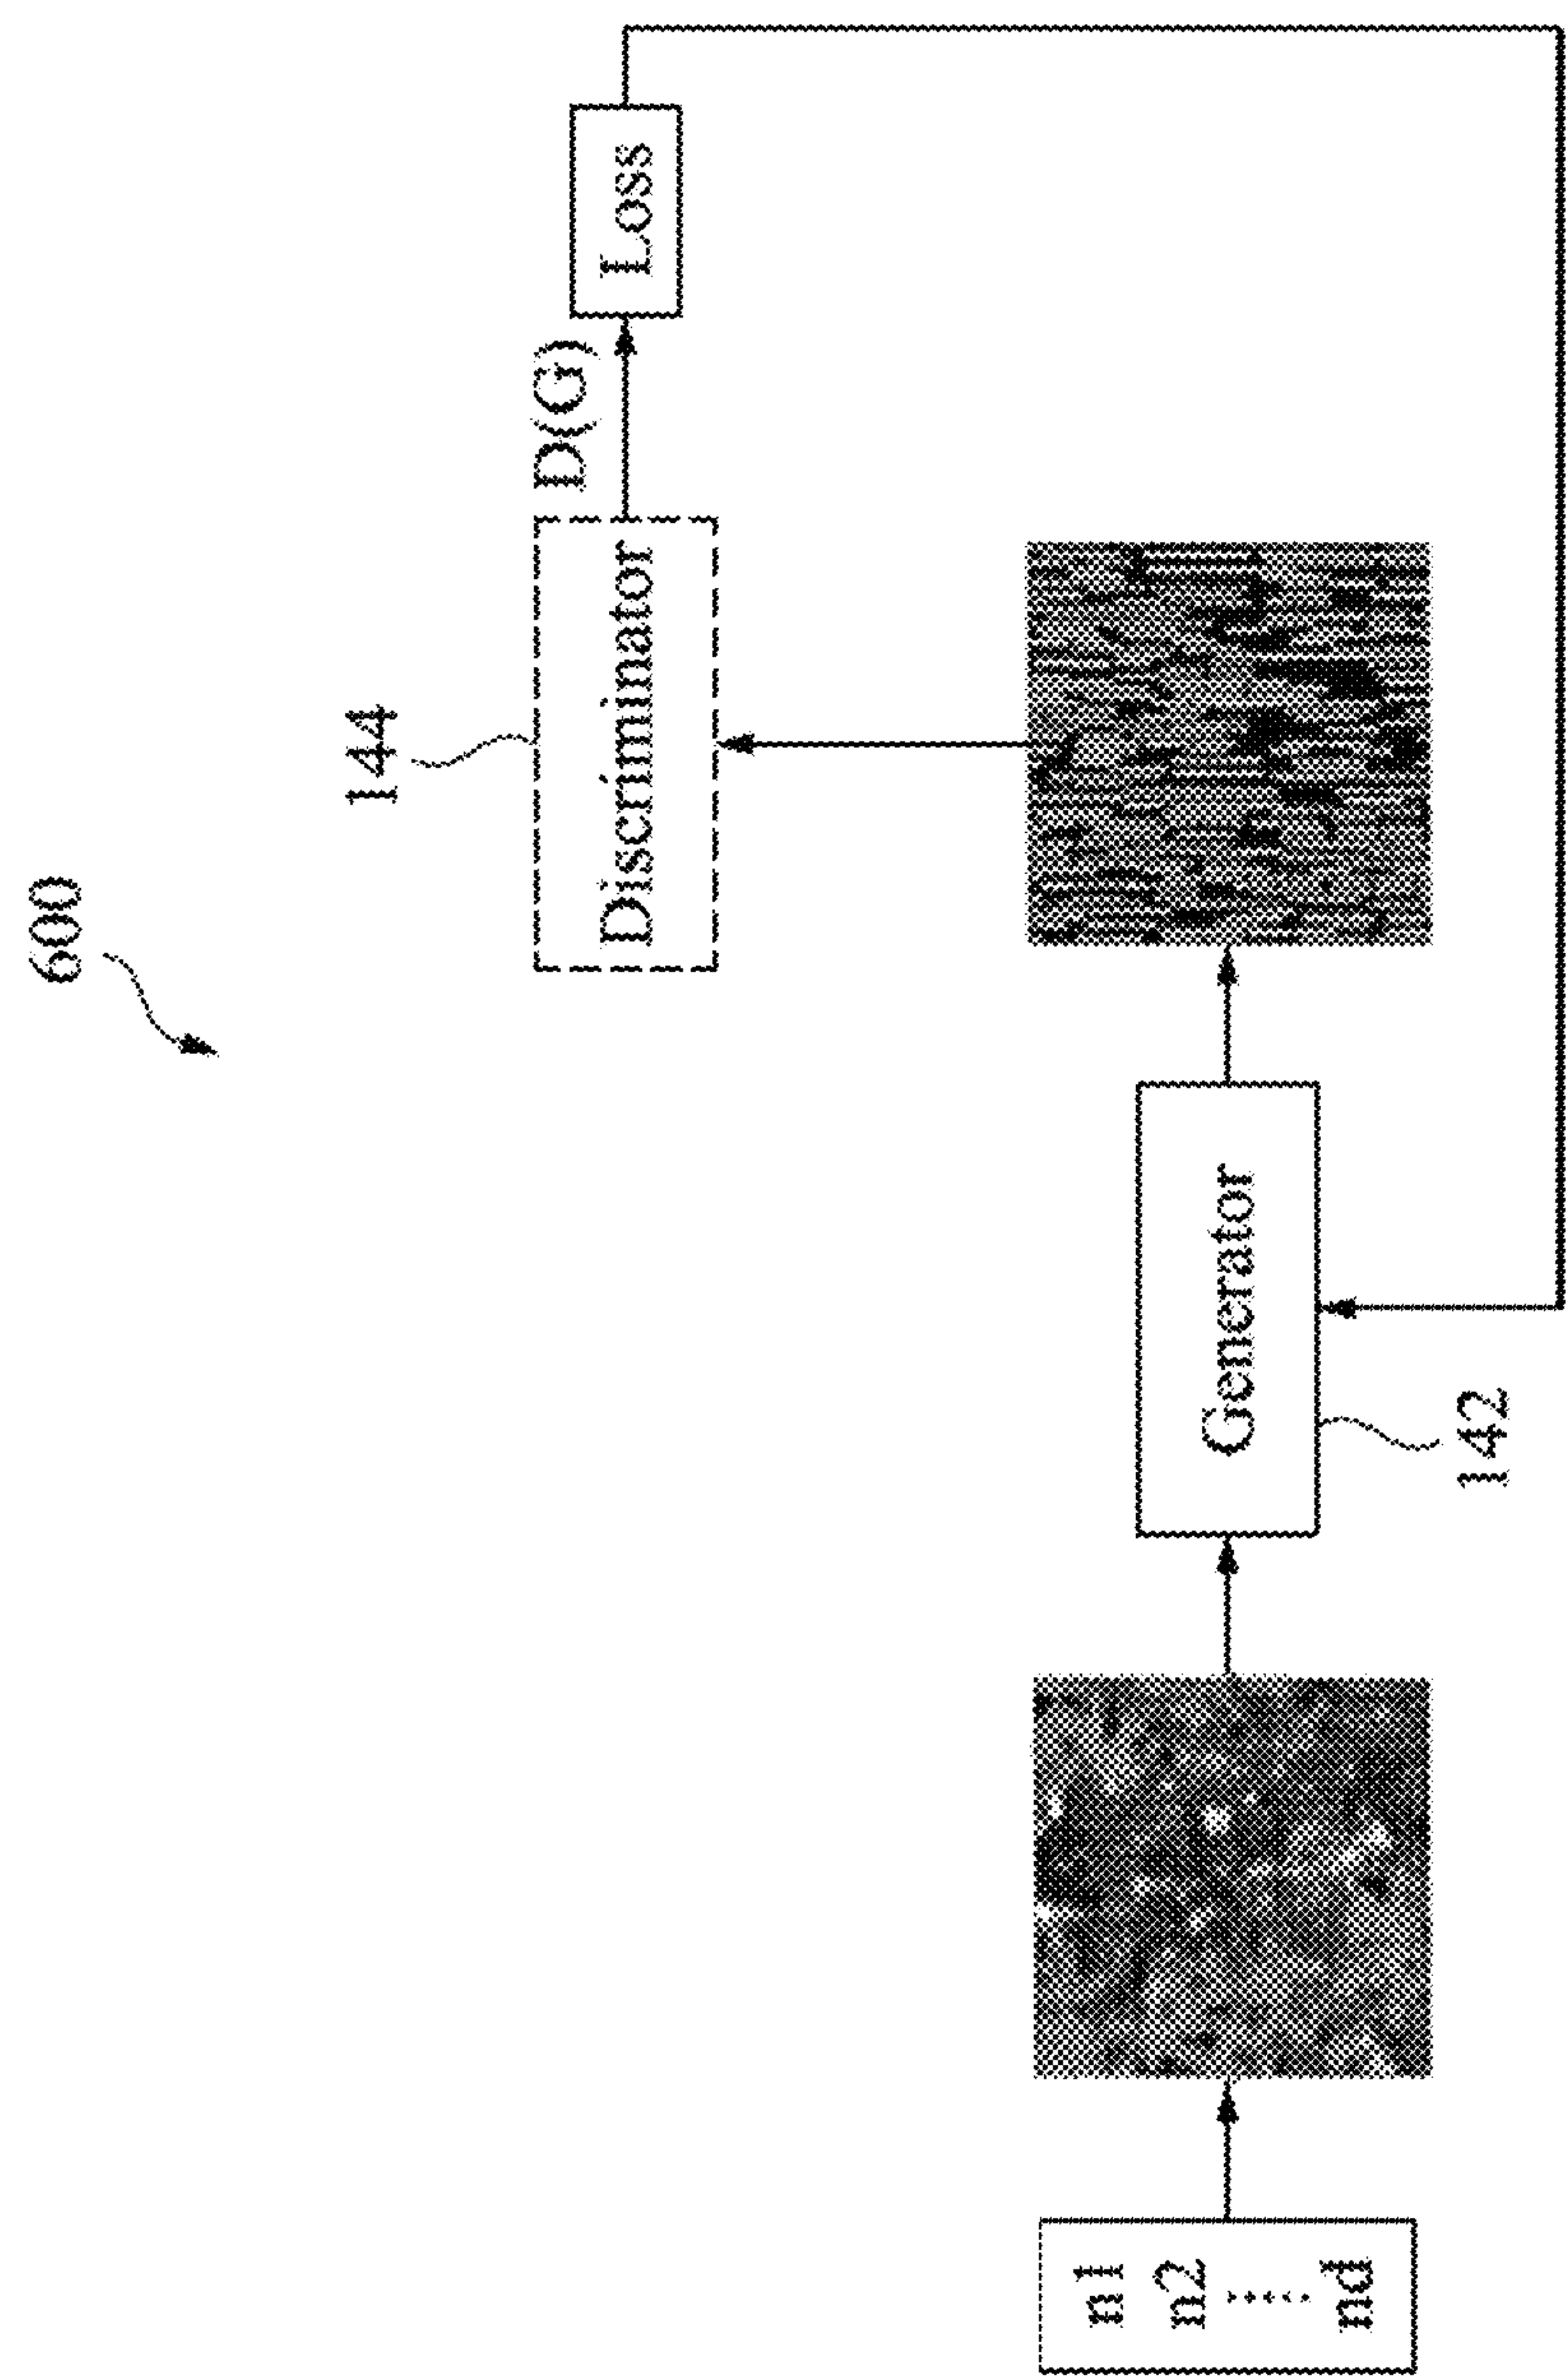 600
144
Discriminator
D(G)
Loss
n1
n2
nd
Generator
142